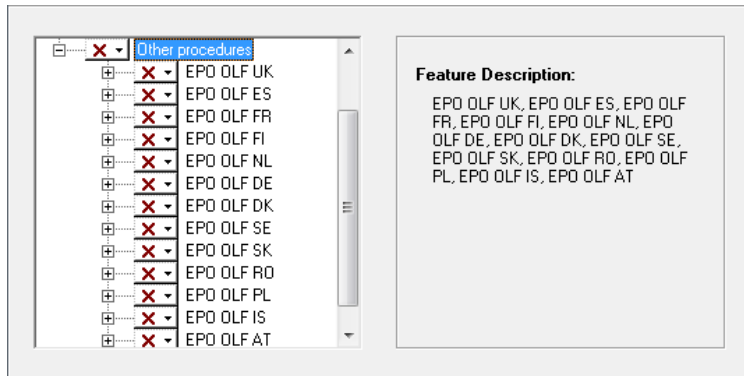 Other procedures
EPO OLF UK
EPO OLF ES
EPO OLF FR
EPO OLF FI
EPO OLF NL
EPO OLF DE
EPO OLF DK
EPO OLF SE
EPO OLF SK
EPO OLF RO
EPO OLF PL
EPO OLF IS
EPO OLF AT
Feature Description:
EPO OLF UK, EPO OLF ES, EPO OLF
FR, EPO OLF FI, EPO OLF NL, EPO
OLF DE, EPO OLF DK, EPO OLF SE,
EPO OLF SK, EPO OLF RO, EPO OLF
PL, EPO OLF IS, EPO OLF AT